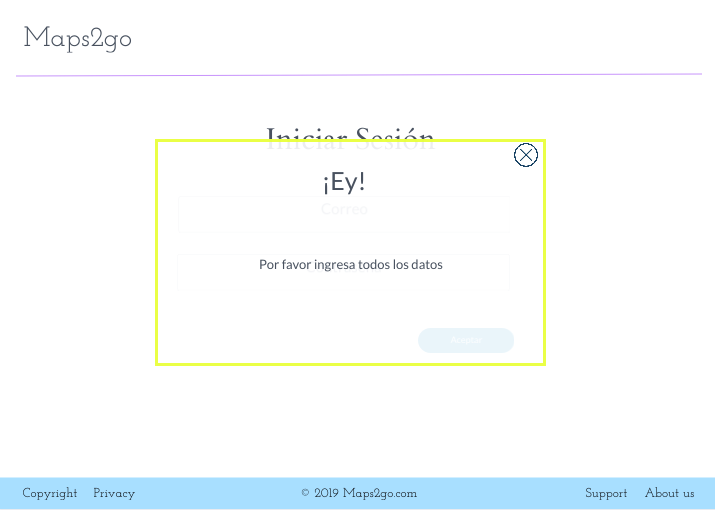 Maps2go
Iniciar Sesión
¡Ey!
Correo
Por favor ingresa todos los datos
Copyright Privacy © 2019 Maps2go.com Support About us